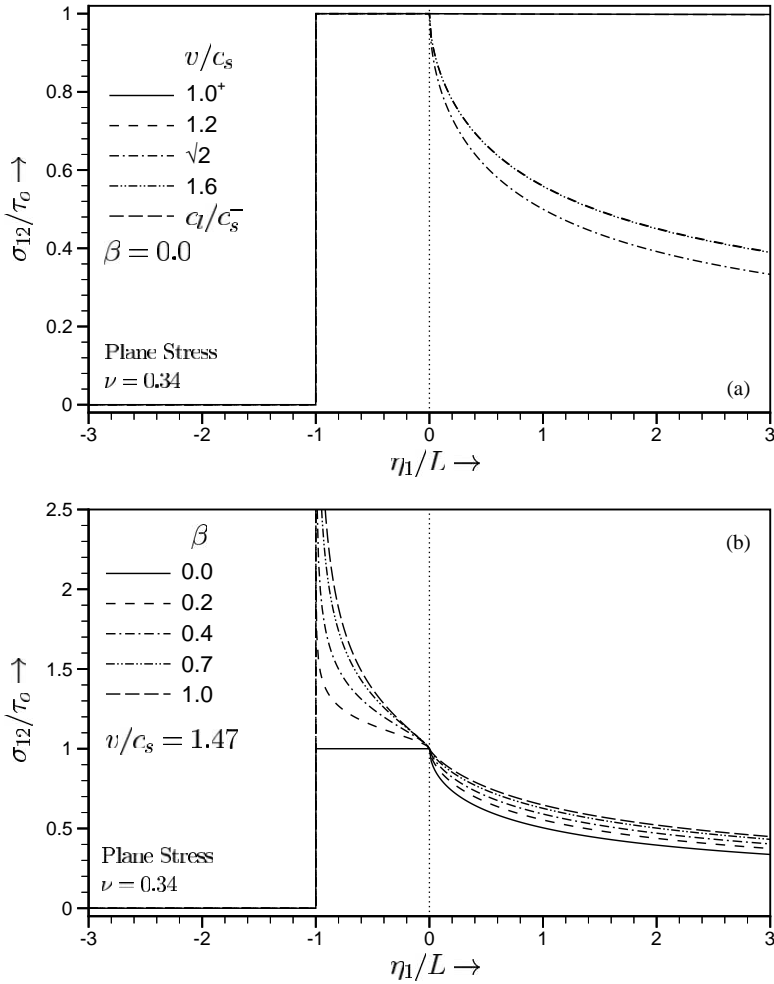 1
0.8
0.6
0.4
0.2
0
σ12/τo →
v/cs
1.0+
1.2
√2
1.6
cl/cs−
β = 0.0
Plane Stress
ν = 0.34
(a)
-3 -2 -1 0 1 2 3
η1/L →
2.5
2
1.5
1
0.5
0
σ12/τo →
β
0.0
0.2
0.4
0.7
1.0
v/cs = 1.47
Plane Stress
ν = 0.34
(b)
-3 -2 -1 0 1 2 3
η1/L →